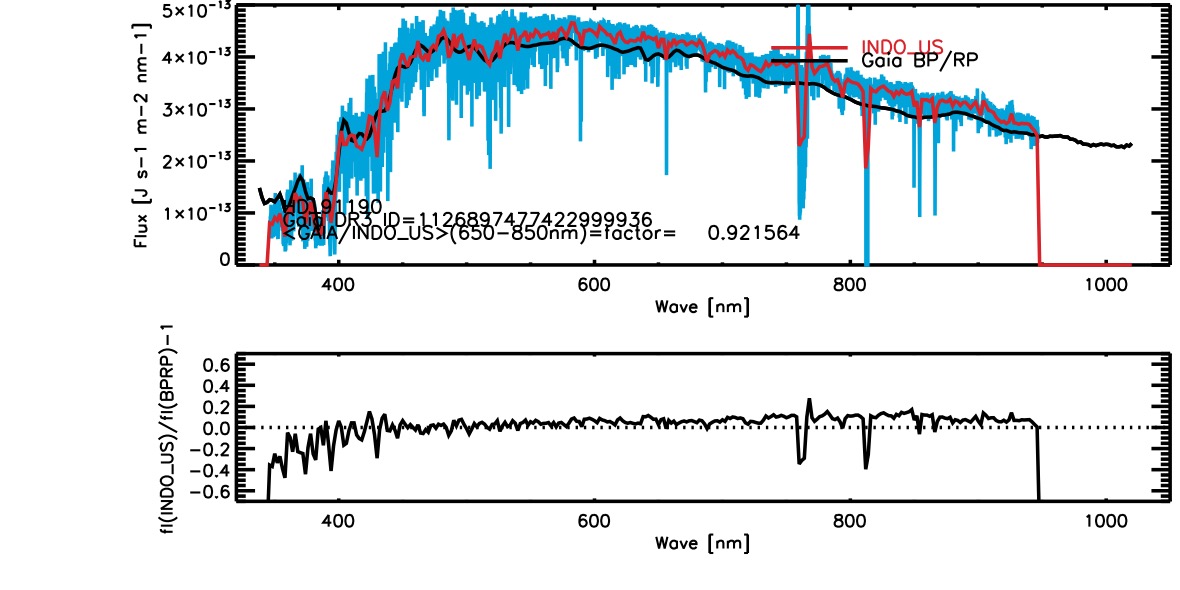 5×10−13
4×10−13
3×10−13
2×10−13
1×10−13
0
Flux [J s−1 m−2 nm−1]
INDO_US
Gaia BP/RP
HD 91190
Gaia DR3 ID=1126897477422999936
<GAIA/INDO_US>(650−850nm)=factor= 0.921564
400 600 800 1000
Wave [nm]
fl(INDO_US)/fl(BPRP)−1
0.6
0.4
0.2
0.0
−0.2
−0.4
−0.6
400 600 800 1000
Wave [nm]